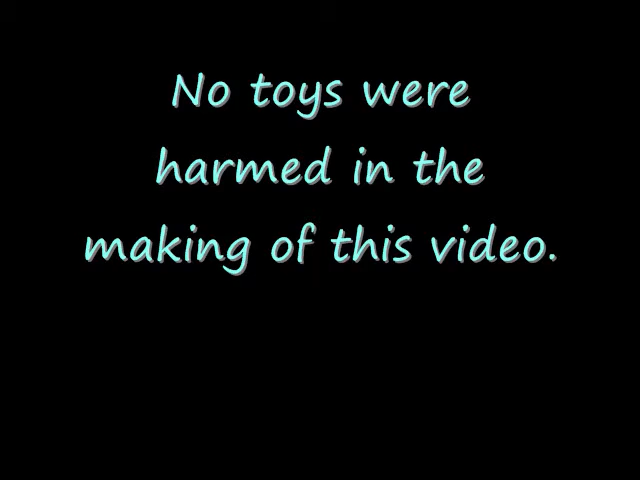 No toys were
harmed in the
making of this video.